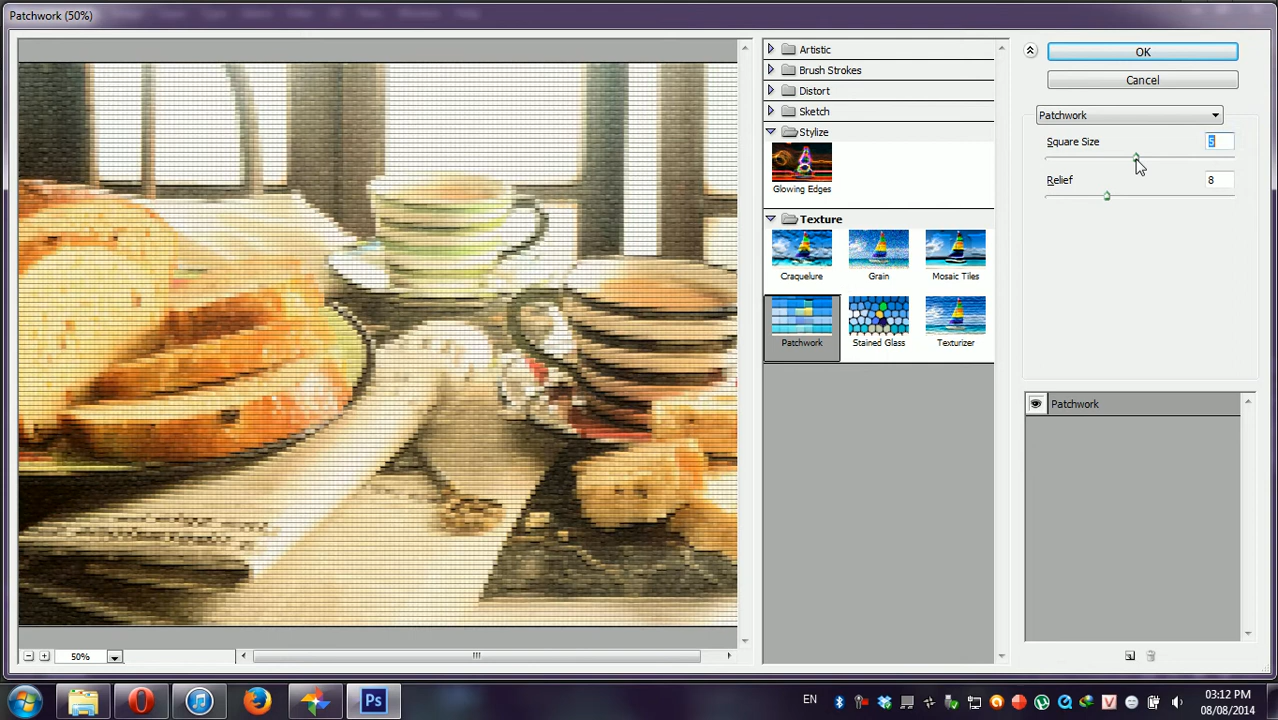 Patchwork (50%)
Artistic
Brush Strokes
Distort
Sketch
Stylize
Glowing Edges
Texture
Craquelure
Grain
Mosaic Tiles
Patchwork
Stained Glass
Texturizer
OK
Cancel
Patchwork
Square Size
5
Relief
8
Patchwork
50%
Ps
EN
03:12 PM
08/08/2014